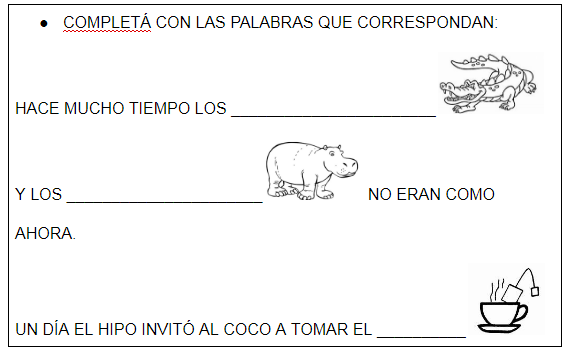 ● COMPLETÁ CON LAS PALABRAS QUE CORRESPONDAN:
HACE MUCHO TIEMPO LOS _______________________
Y LOS ______________________ NO ERAN COMO
AHORA.
UN DÍA EL HIPO INVITÓ AL COCO A TOMAR EL __________